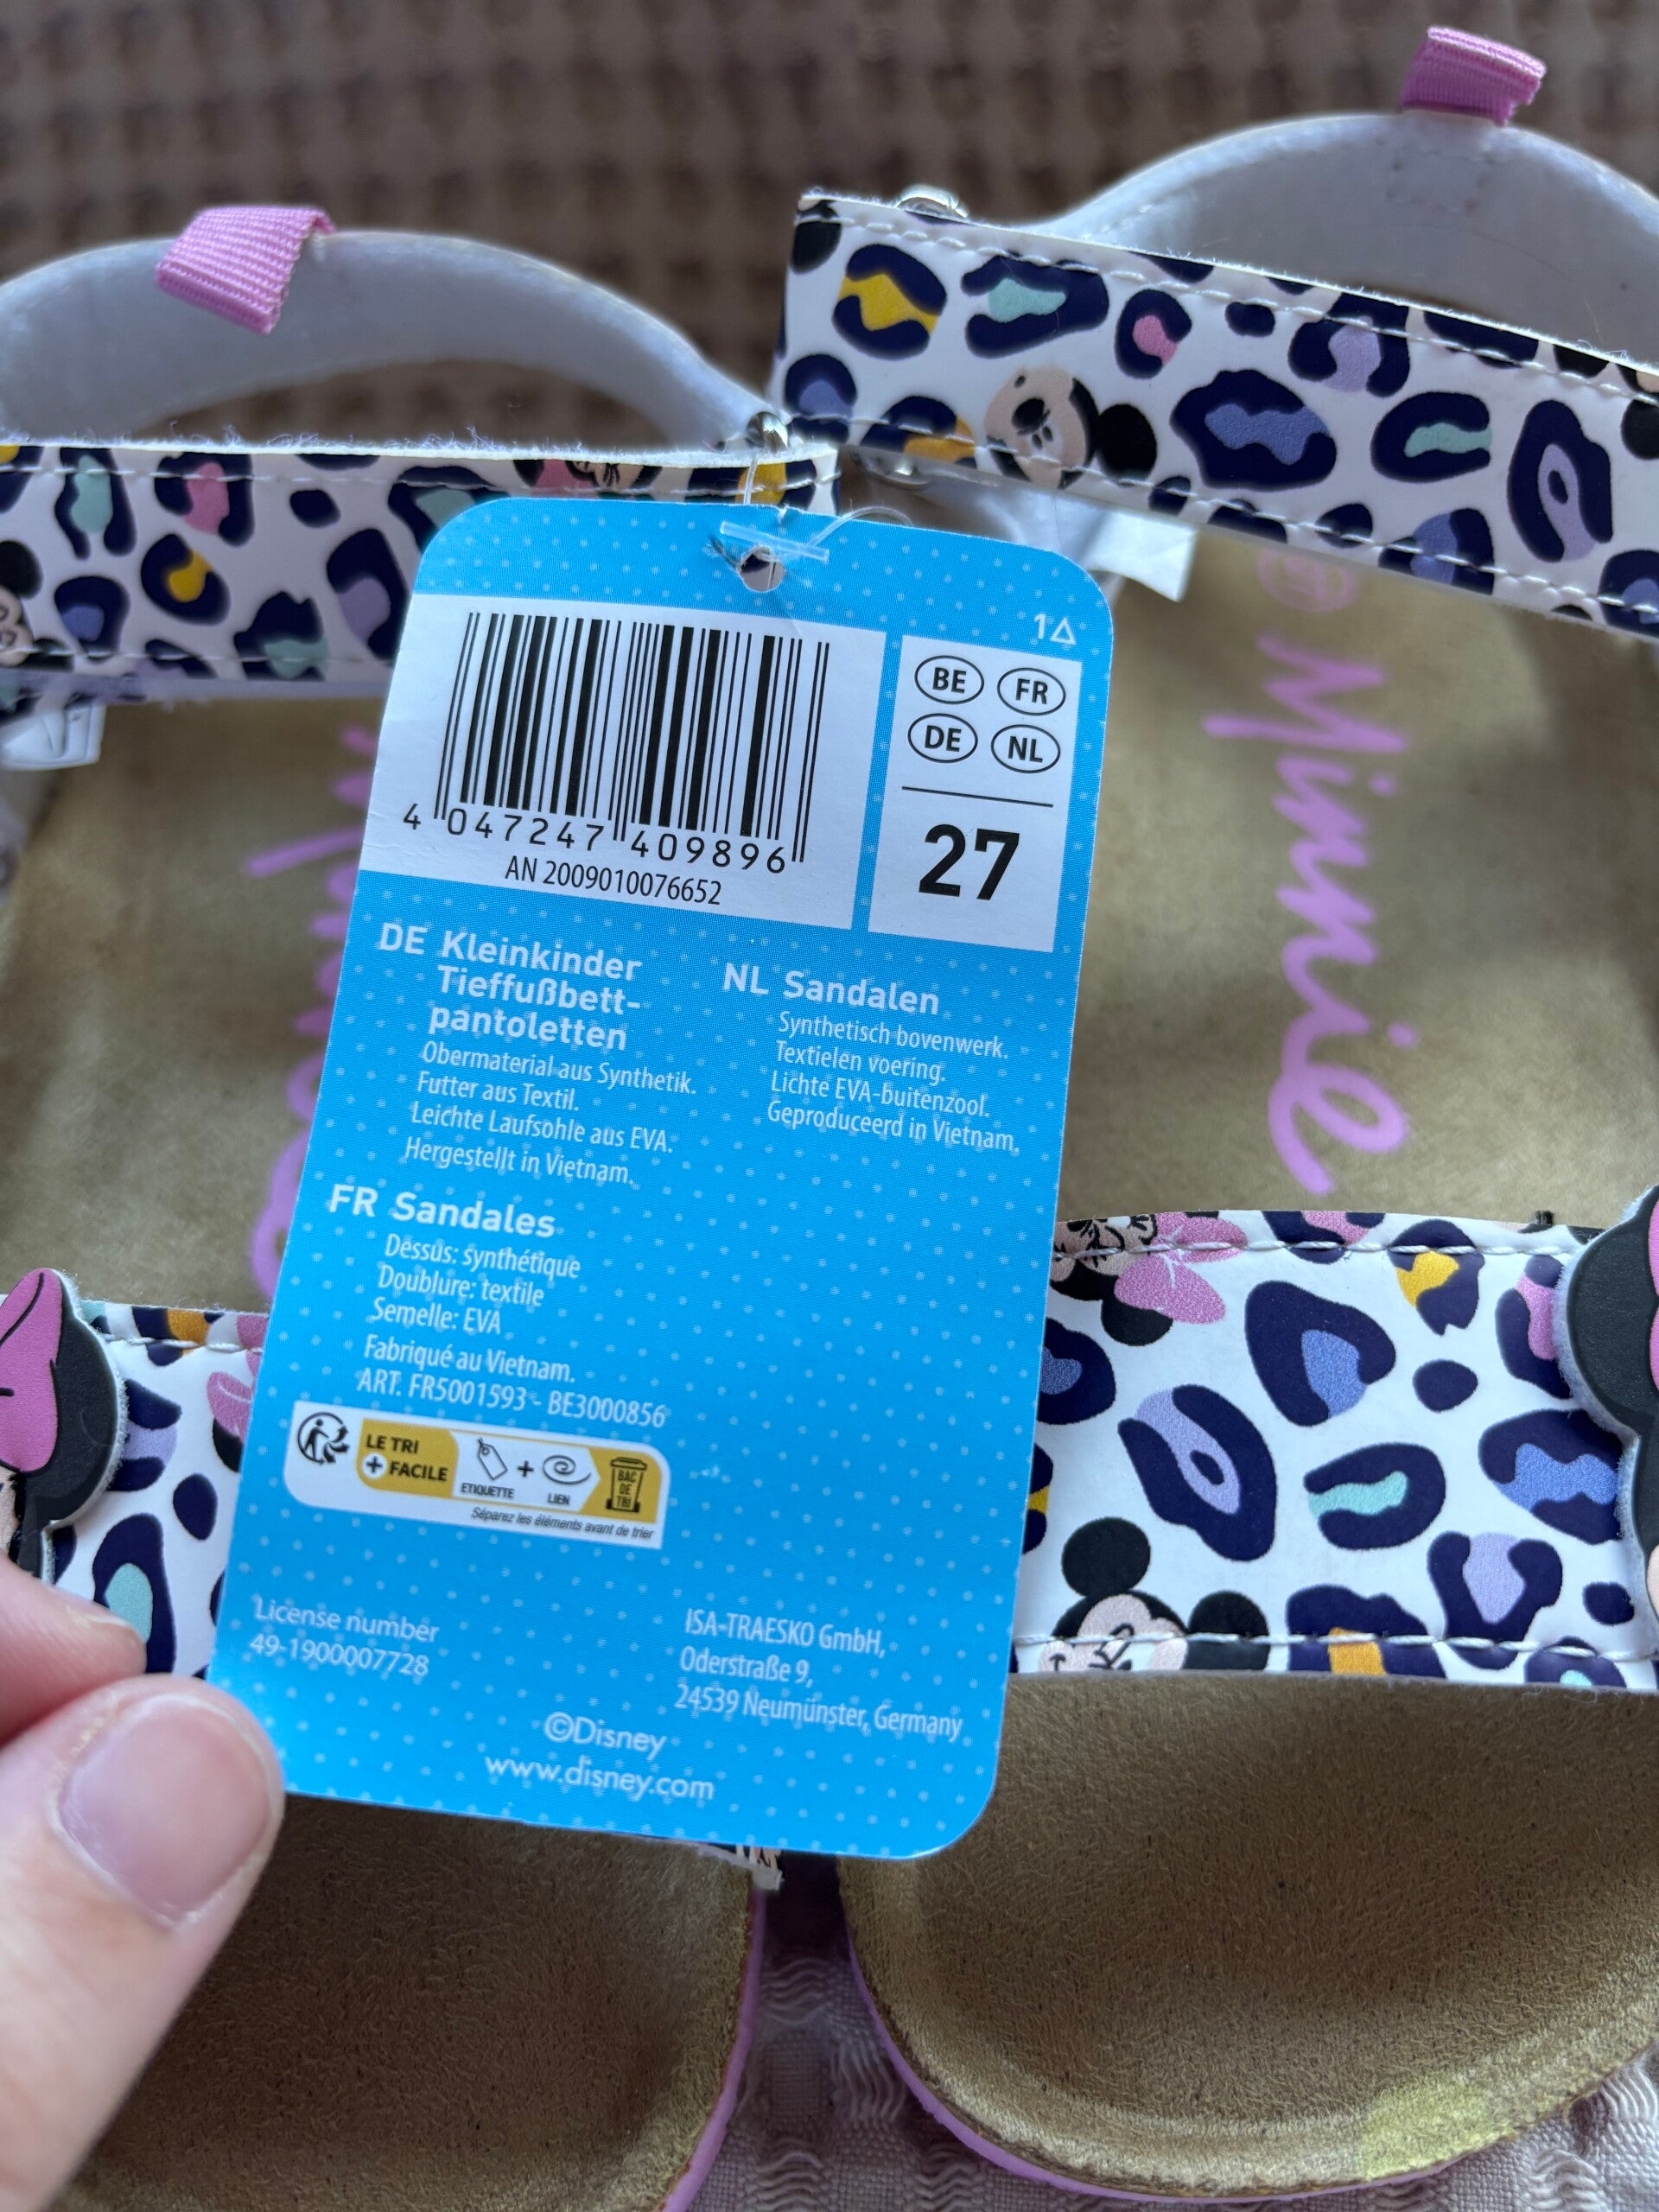 1△
4 047247 409896
AN 2009010076652
BE FR
DE NL
27
DE Kleinkinder
Tieffußbett-
pantoletten
Obermaterial aus Synthetik.
Futter aus Textil.
Leichte Laufsohle aus EVA.
Hergestellt in Vietnam.
NL Sandalen
Synthetisch bovenwerk.
Textielen voering.
Lichte EVA-buitenzool.
Geproduceerd in Vietnam.
FR Sandales
Dessus: synthétique
Doublure: textile
Semelle: EVA
Fabriqué au Vietnam.
ART. FR5001593 - BE3000856
LE TRI
+ FACILE
ETIQUETTE
+
LIEN
BAC
DE
TRI
Séparez les éléments avant de trier
License number
49-1900007728
ISA-TRAESKO GmbH,
Oderstraße 9,
24539 Neumünster, Germany
©Disney
www.disney.com
Minnie